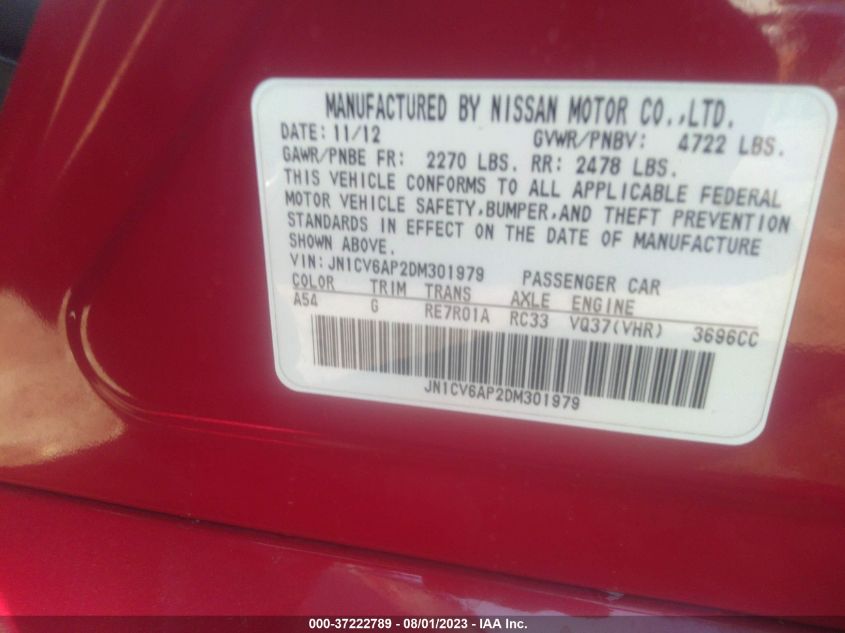 MANUFACTURED BY NISSAN MOTOR CO.,LTD.
DATE: 11/12 GVWR/PNBV: 4722 LBS.
GAWR/PNBE FR: 2270 LBS. RR: 2478 LBS.
THIS VEHICLE CONFORMS TO ALL APPLICABLE FEDERAL
MOTOR VEHICLE SAFETY,BUMPER,AND THEFT PREVENTION
STANDARDS IN EFFECT ON THE DATE OF MANUFACTURE
SHOWN ABOVE.
VIN: JN1CV6AP2DM301979 PASSENGER CAR
COLOR TRIM TRANS AXLE ENGINE
A54 G RE7R01A RC33 VQ37(VHR) 3696CC
JN1CV6AP2DM301979
000-37222789 - 08/01/2023 - IAA Inc.